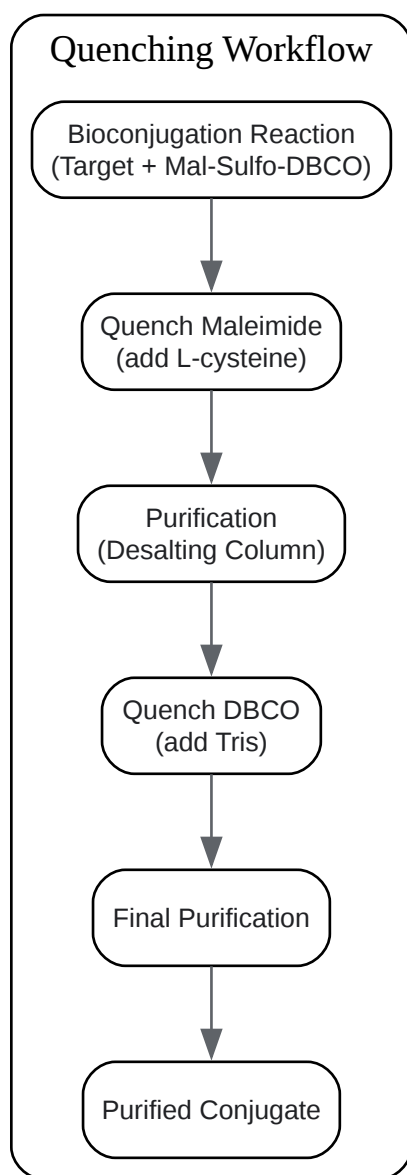 Quenching Workflow
Bioconjugation Reaction
(Target + Mal-Sulfo-DBCO)
Quench Maleimide
(add L-cysteine)
Purification
(Desalting Column)
Quench DBCO
(add Tris)
Final Purification
Purified Conjugate